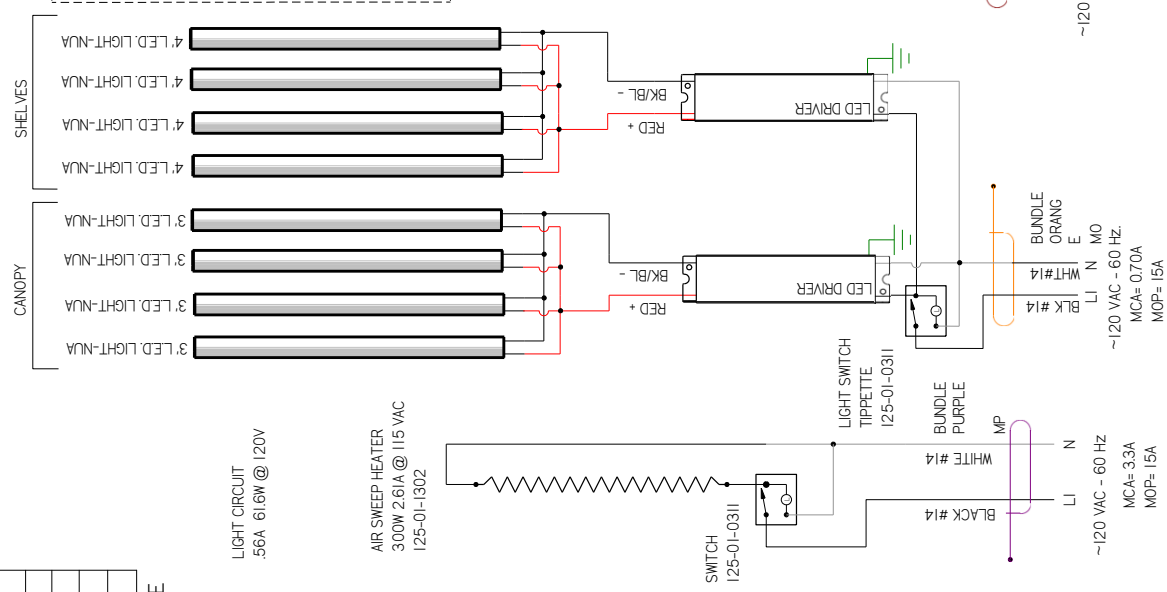 SHELVES
4' L.E.D. LIGHT-NUA
4' L.E.D. LIGHT-NUA
4' L.E.D. LIGHT-NUA
4' L.E.D. LIGHT-NUA
BK/BL -
RED +
LED DRIVER
CANOPY
3' L.E.D. LIGHT-NUA
3' L.E.D. LIGHT-NUA
3' L.E.D. LIGHT-NUA
3' L.E.D. LIGHT-NUA
BK/BL -
RED +
LED DRIVER
LIGHT SWITCH
TIPPETTE
125-01-0311
BUNDLE
ORANG
E
MO
WHT#14
N
BLK #14
L1
~120 VAC - 60 Hz.
MCA= 0.70A
MOP= 15A
~120
LIGHT CIRCUIT
.56A 61.6W @ 120V
AIR SWEEP HEATER
300W 2.61A @ 115 VAC
125-01-1302
SWITCH
125-01-0311
BUNDLE
PURPLE
MP
WHITE #14
N
BLACK #14
L1
~120 VAC - 60 Hz
MCA= 3.3A
MOP= 15A
E